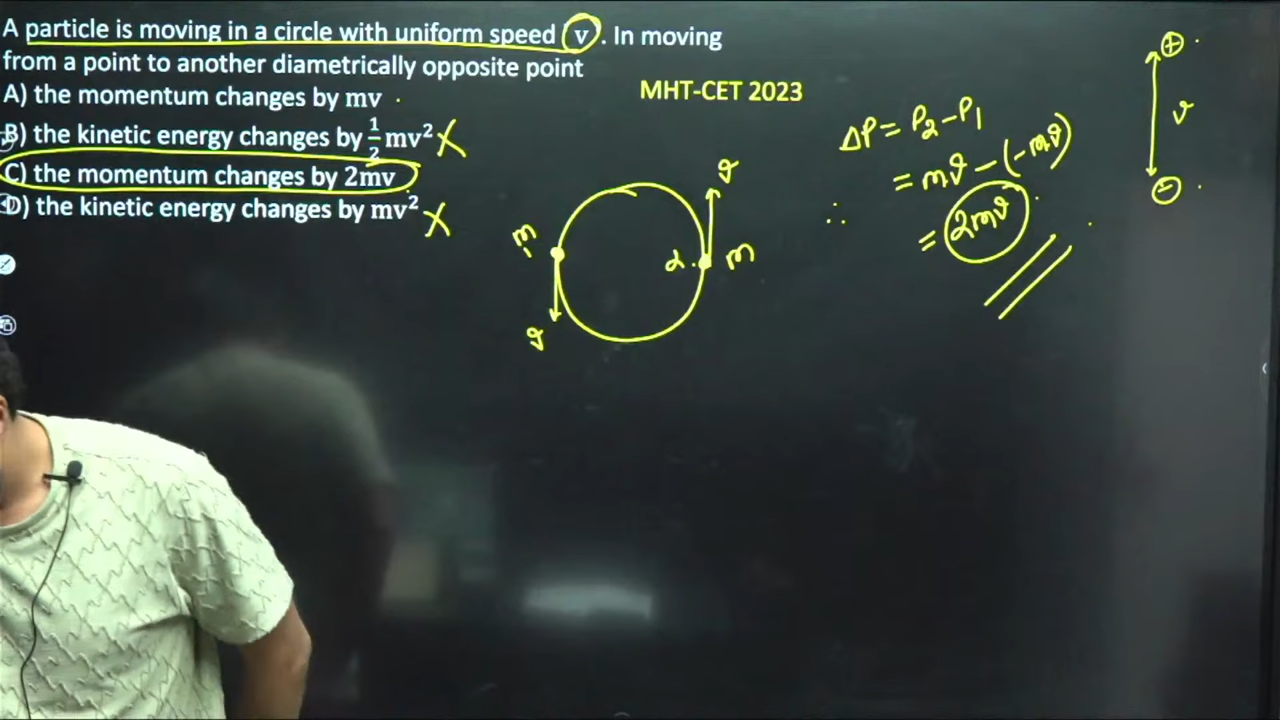 A particle is moving in a circle with uniform speed 'v'. In moving
from a point to another diametrically opposite point
A) the momentum changes by mv
B) the kinetic energy changes by 1/2 mv² X
C) the momentum changes by 2mv
D) the kinetic energy changes by mv² X
MHT-CET 2023
ΔP = P₂ - P₁
= mv - (-mv)
∴ = 2mv
⊕
v
⊖
m
v
v
m